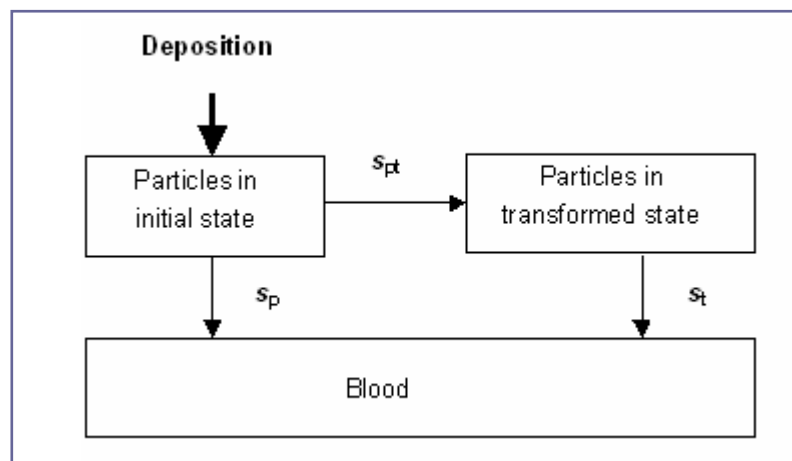 Deposition
Particles in
initial state
spt
Particles in
transformed state
sp
st
Blood